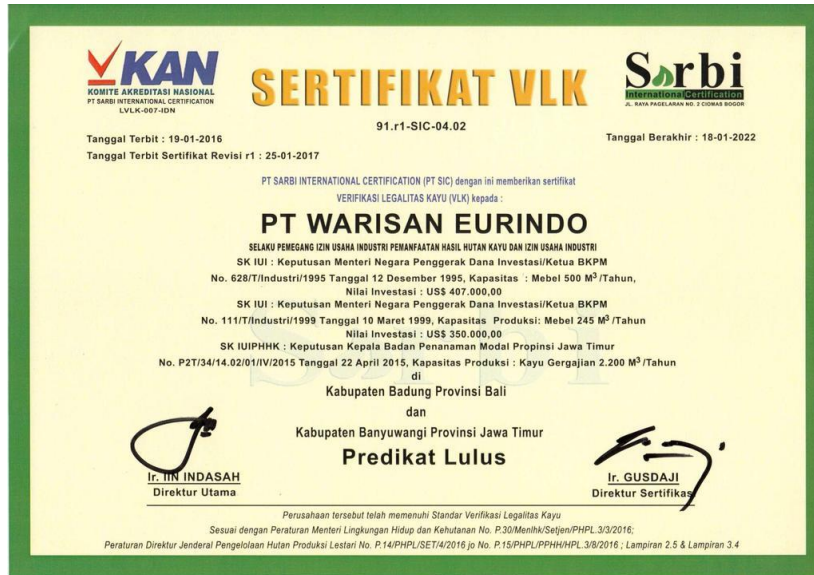 KAN
KOMITE AKREDITASI NASIONAL
PT SARBI INTERNATIONAL CERTIFICATION
LVLK-007-IDN
SERTIFIKAT VLK
Sarbi
International Certification
JL. RAYA PAGELARAN NO. 2 CIOMAS BOGOR
91.r1-SIC-04.02
Tanggal Terbit : 19-01-2016
Tanggal Berakhir : 18-01-2022
Tanggal Terbit Sertifikat Revisi r1 : 25-01-2017
PT SARBI INTERNATIONAL CERTIFICATION (PT SIC) dengan ini memberikan sertifikat
VERIFIKASI LEGALITAS KAYU (VLK) kepada :
PT WARISAN EURINDO
SELAKU PEMEGANG IZIN USAHA INDUSTRI PEMANFAATAN HASIL HUTAN KAYU DAN IZIN USAHA INDUSTRI
SK IUI : Keputusan Menteri Negara Penggerak Dana Investasi/Ketua BKPM
No. 628/T/Industri/1995 Tanggal 12 Desember 1995, Kapasitas : Mebel 500 M³ /Tahun,
Nilai Investasi : US$ 407.000,00
SK IUI : Keputusan Menteri Negara Penggerak Dana Investasi/Ketua BKPM
No. 111/T/Industri/1999 Tanggal 10 Maret 1999, Kapasitas Produksi: Mebel 245 M³ /Tahun
Nilai Investasi : US$ 350.000,00
SK IUIPHHK : Keputusan Kepala Badan Penanaman Modal Propinsi Jawa Timur
No. P2T/34/14.02/01/IV/2015 Tanggal 22 April 2015, Kapasitas Produksi : Kayu Gergajian 2.200 M³ /Tahun
di
Kabupaten Badung Provinsi Bali
dan
Kabupaten Banyuwangi Provinsi Jawa Timur
Predikat Lulus
Ir. IIN INDASAH
Direktur Utama
Ir. GUSDAJI
Direktur Sertifikasi
Perusahaan tersebut telah memenuhi Standar Verifikasi Legalitas Kayu
Sesuai dengan Peraturan Menteri Lingkungan Hidup dan Kehutanan No. P.30/Menlhk/Setjen/PHPL.3/3/2016;
Peraturan Direktur Jenderal Pengelolaan Hutan Produksi Lestari No. P.14/PHPL/SET/4/2016 jo No. P.15/PHPL/PPHH/HPL.3/8/2016 ; Lampiran 2.5 & Lampiran 3.4